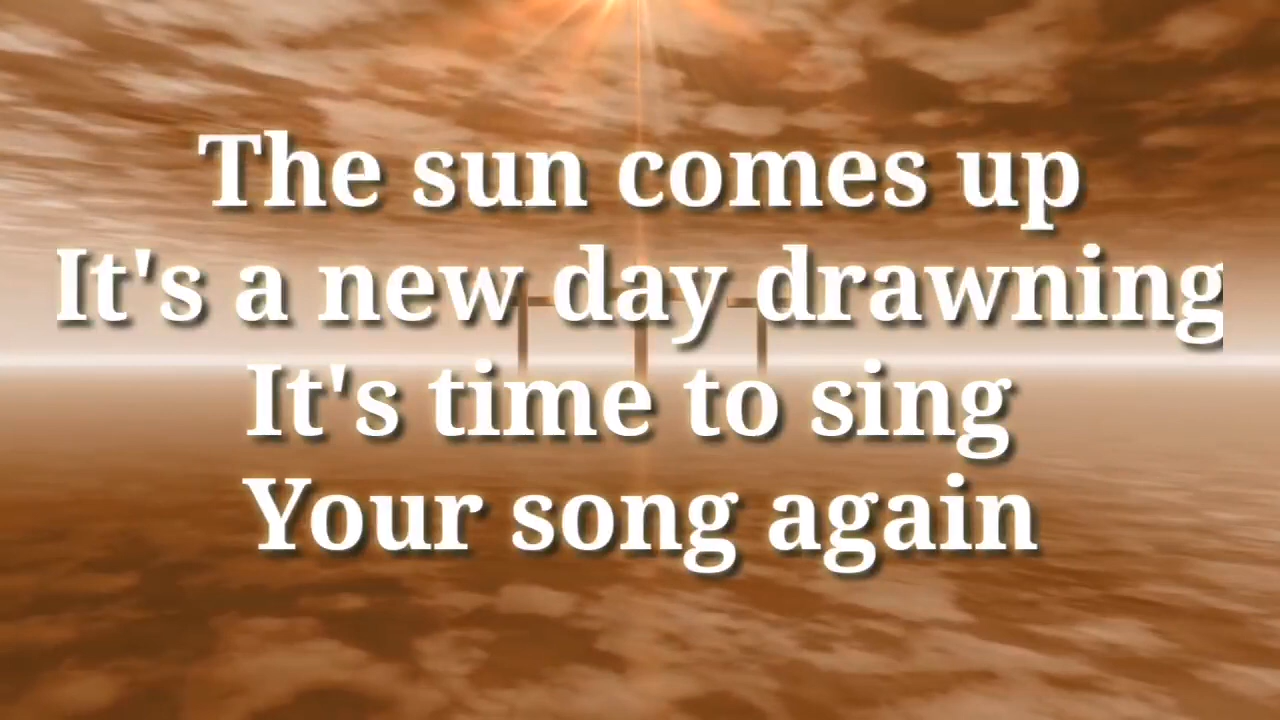 The sun comes up
It's a new day drawning
It's time to sing
Your song again